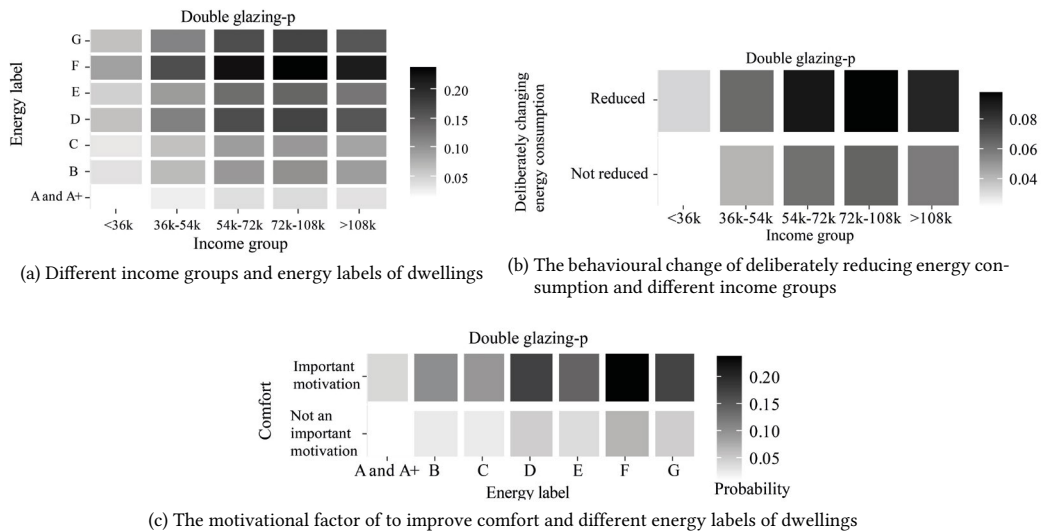 Double glazing-p
Energy label
G
F
E
D
C
B
A and A+
<36k
36k-54k
54k-72k
72k-108k
>108k
Income group
0.20
0.15
0.10
0.05
(a) Different income groups and energy labels of dwellings
Double glazing-p
Deliberately changing
energy consumption
Reduced
Not reduced
<36k
36k-54k
54k-72k
72k-108k
>108k
Income group
0.08
0.06
0.04
(b) The behavioural change of deliberately reducing energy con-
sumption and different income groups
Double glazing-p
Comfort
Important
motivation
Not an
important
motivation
A and A+
B
C
D
E
F
G
Energy label
0.20
0.15
0.10
0.05
Probability
(c) The motivational factor of to improve comfort and different energy labels of dwellings